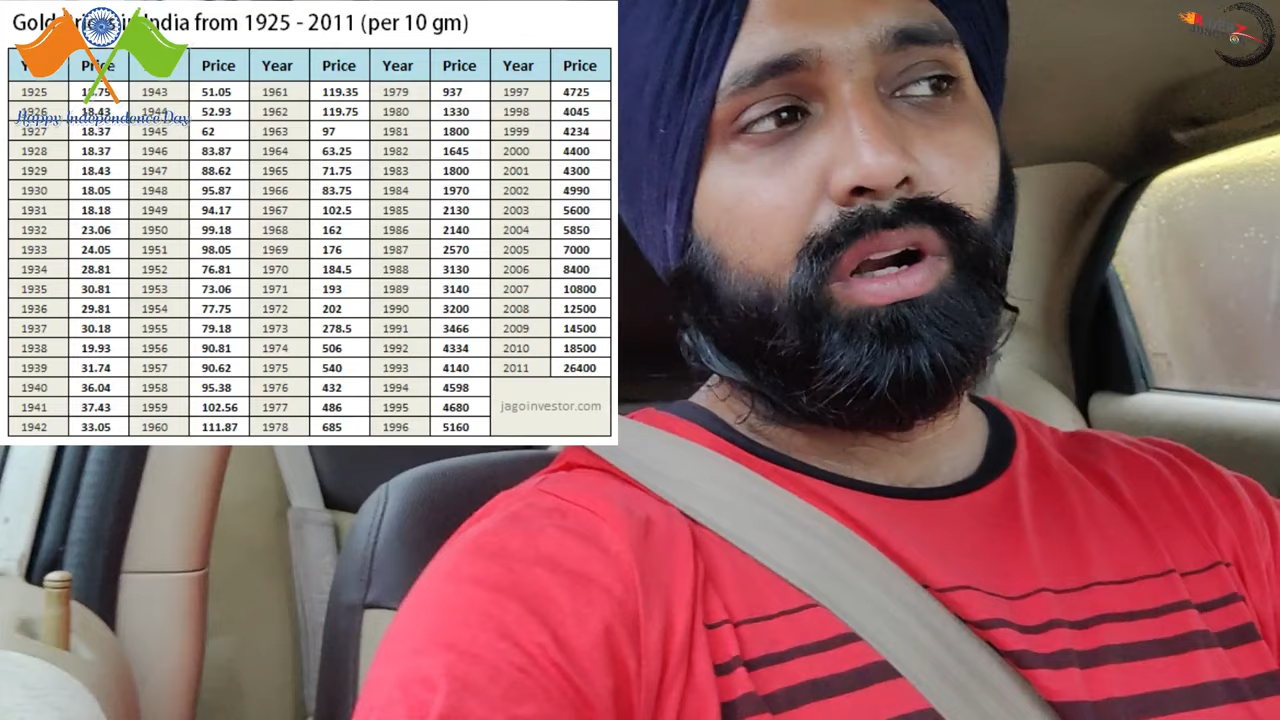 Gold Prices in India from 1925 - 2011 (per 10 gm)
Price Price Year Price Year Price Year Price
1925 18.75 1943 51.05 1961 119.35 1979 937 1997 4725
1926 18.43 1944 52.93 1962 119.75 1980 1330 1998 4045
Happy Independence Day
1927 18.37 1945 62 1963 97 1981 1800 1999 4234
1928 18.37 1946 83.87 1964 63.25 1982 1645 2000 4400
1929 18.43 1947 88.62 1965 71.75 1983 1800 2001 4300
1930 18.05 1948 95.87 1966 83.75 1984 1970 2002 4990
1931 18.18 1949 94.17 1967 102.5 1985 2130 2003 5600
1932 23.06 1950 99.18 1968 162 1986 2140 2004 5850
1933 24.05 1951 98.05 1969 176 1987 2570 2005 7000
1934 28.81 1952 76.81 1970 184.5 1988 3130 2006 8400
1935 30.81 1953 73.06 1971 193 1989 3140 2007 10800
1936 29.81 1954 77.75 1972 202 1990 3200 2008 12500
1937 30.18 1955 79.18 1973 278.5 1991 3466 2009 14500
1938 19.93 1956 90.81 1974 506 1992 4334 2010 18500
1939 31.74 1957 90.62 1975 540 1993 4140 2011 26400
1940 36.04 1958 95.38 1976 432 1994 4598
1941 37.43 1959 102.56 1977 486 1995 4680 jagoinvestor.com
1942 33.05 1960 111.87 1978 685 1996 5160